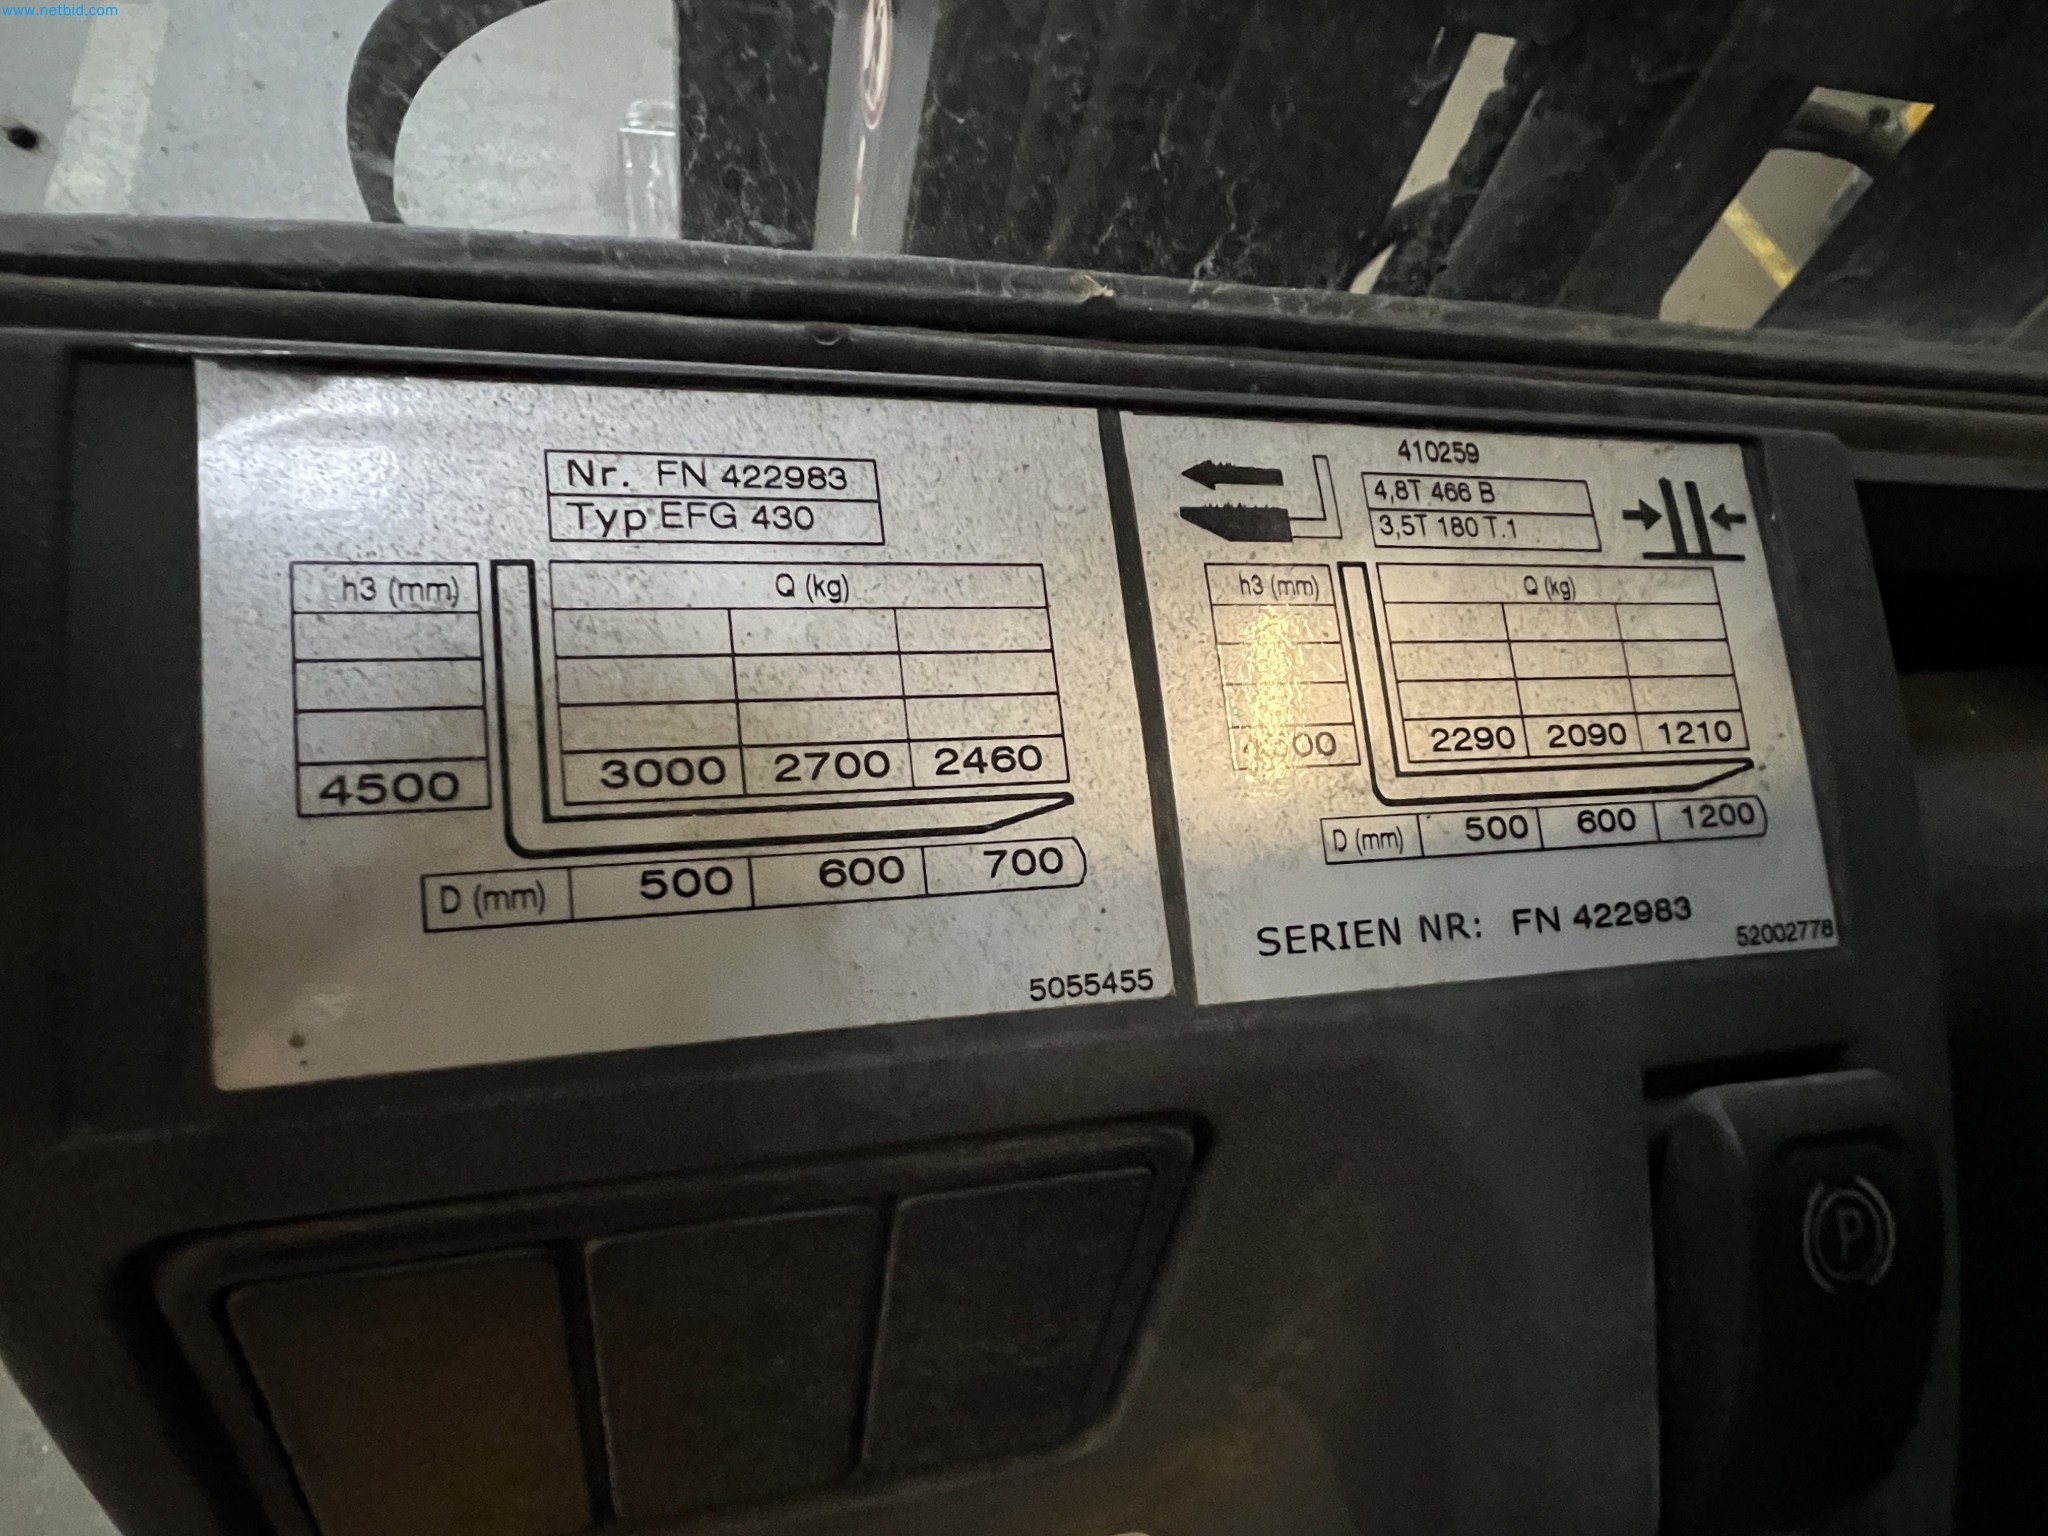 www.netbid.com
Nr. FN 422983
Typ EFG 430
h3 (mm) Q (kg)
4500 3000 2700 2460
D (mm) 500 600 700
5055455
410259
4,8T 466 B
3,5T 180 T.1
h3 (mm) Q (kg)
2290 2090 1210
D (mm) 500 600 1200
SERIEN NR: FN 422983
52002778
P